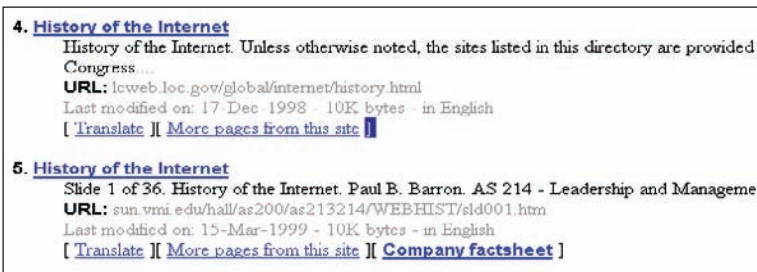 4. History of the Internet
History of the Internet. Unless otherwise noted, the sites listed in this directory are provided
Congress....
URL: lcweb.loc.gov/global/internet/history.html
Last modified on: 17-Dec-1998 - 10K bytes - in English
[ Translate ][ More pages from this site ]
5. History of the Internet
Slide 1 of 36. History of the Internet. Paul B. Barron. AS 214 - Leadership and Manageme
URL: sun.vmi.edu/hall/as200/as213214/WEBHIST/sld001.htm
Last modified on: 15-Mar-1999 - 10K bytes - in English
[ Translate ][ More pages from this site ][ Company factsheet ]